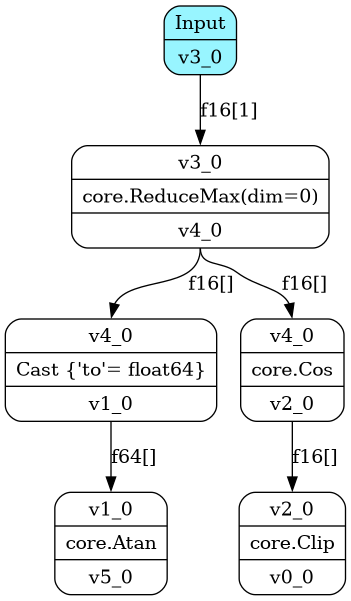 Input
v3_0
f16[1]
v3_0
core.ReduceMax(dim=0)
v4_0
f16[]
f16[]
v4_0
Cast {'to'= float64}
v1_0
v4_0
core.Cos
v2_0
f64[]
f16[]
v1_0
core.Atan
v5_0
v2_0
core.Clip
v0_0